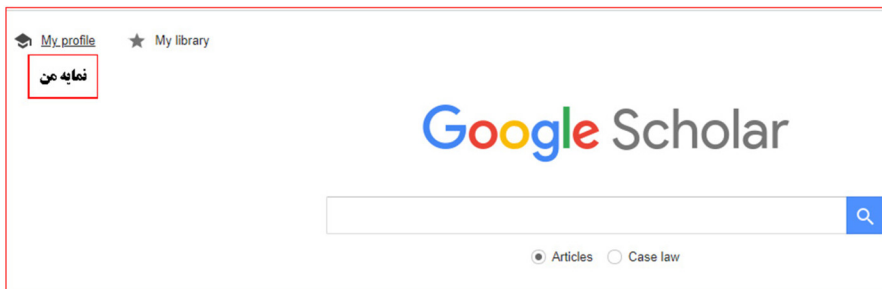 My profile
My library
نمایه من
Google Scholar
Articles
Case law